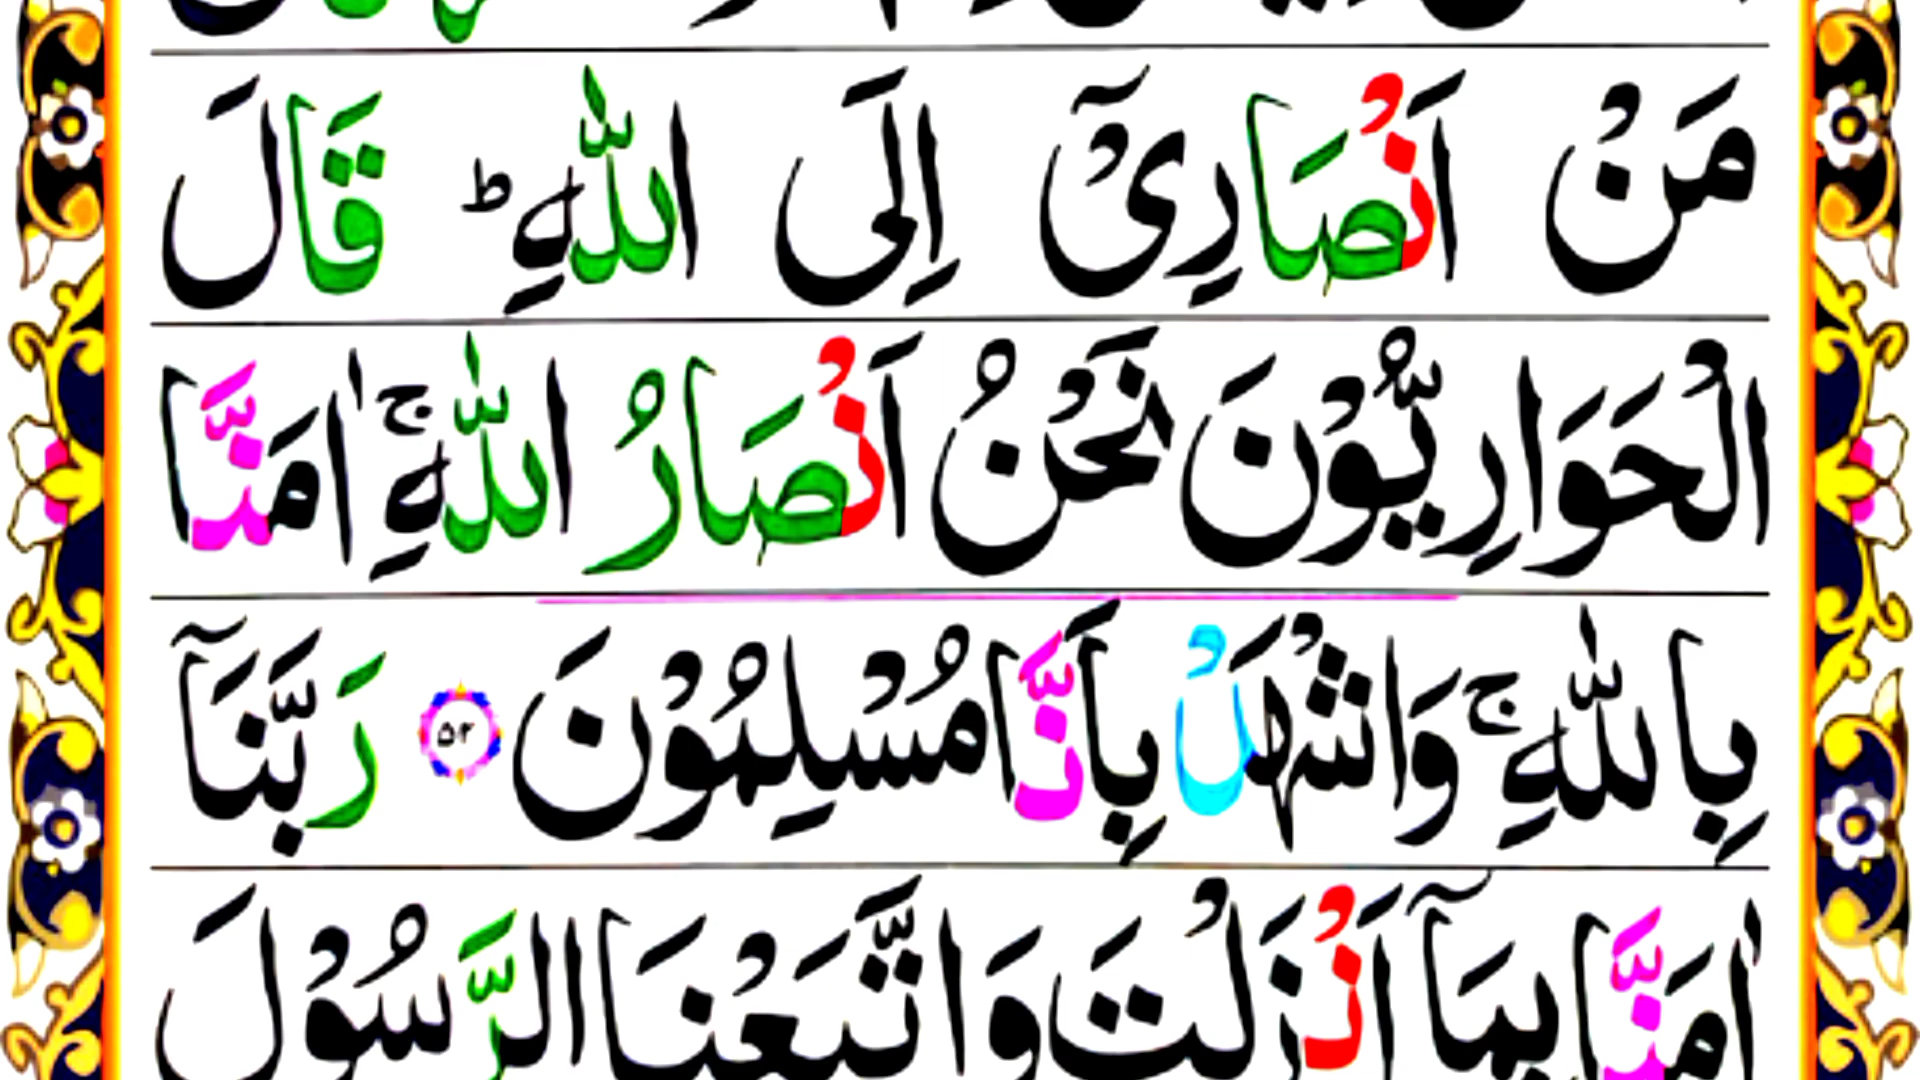 مَنْ اَنْصَارِیْۤ اِلَی اللّٰهِ ؕ قَالَ
الْحَوَارِیُّوْنَ نَحْنُ اَنْصَارُ اللّٰهِ ۚ اٰمَنَّا
بِاللّٰهِ ۚ وَاشْهَدْ بِاَنَّا مُسْلِمُوْنَ ۵۲ رَبَّنَاۤ
اٰمَنَّا بِمَاۤ اَنْزَلْتَ وَاتَّبَعْنَا الرَّسُوْلَ